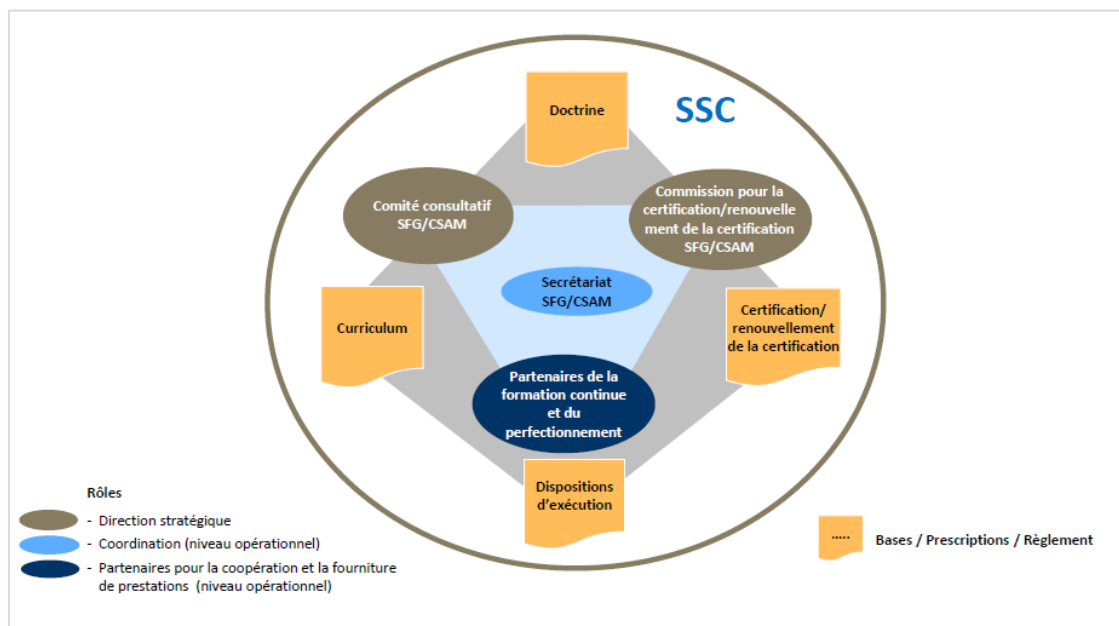 Doctrine
SSC
Comité consultatif
SFG/CSAM
Commission pour la
certification/renouvelle
ment de la certification
SFG/CSAM
Secrétariat
SFG/CSAM
Curriculum
Certification/
renouvellement
de la certification
Partenaires de la
formation continue
et du
perfectionnement
Dispositions
d'exécution
Rôles
- Direction stratégique
- Coordination (niveau opérationnel)
- Partenaires pour la coopération et la fourniture
de prestations (niveau opérationnel)
.....
Bases / Prescriptions / Règlement